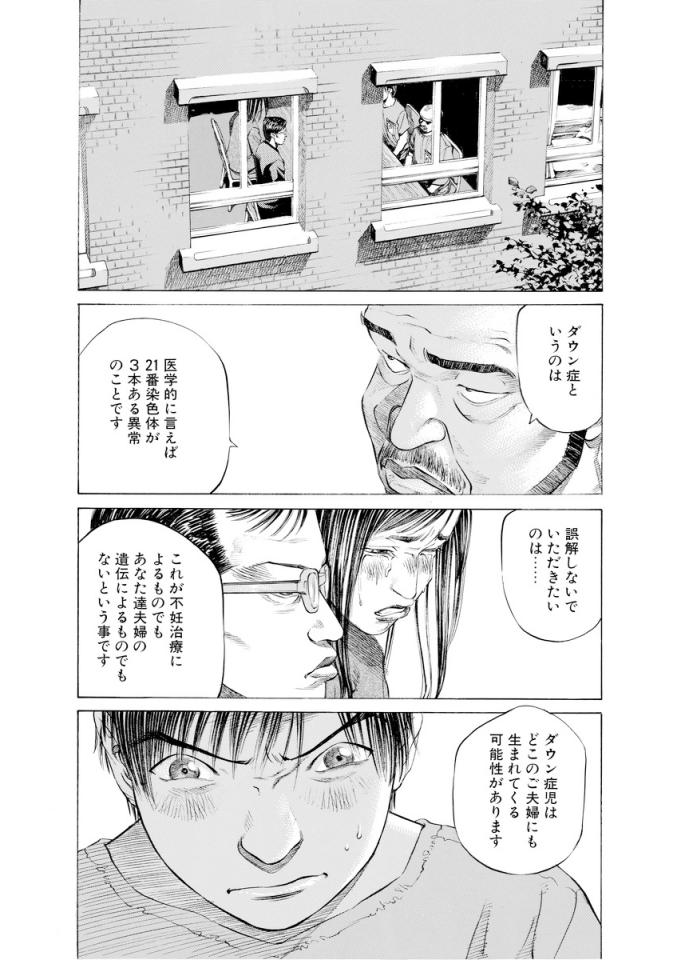 ダウン症と
いうのは
医学的に言えば
21番染色体が
3本ある異常
のことです
誤解しないで
いただきたい
のは……
これが不妊治療に
よるものでも
あなた達夫婦の
遺伝によるものでも
ないという事です
ダウン症児は
どこのご夫婦にも
生まれてくる
可能性があります